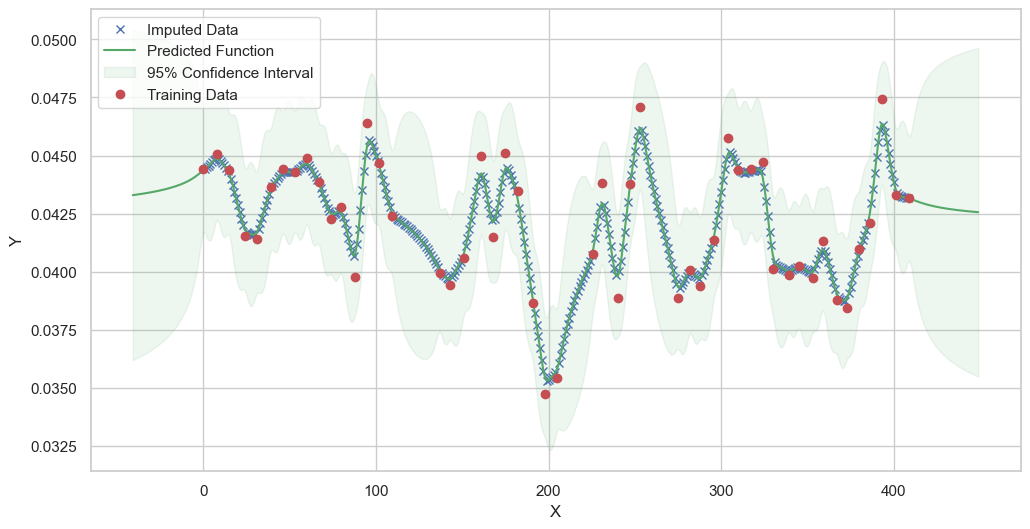 Imputed Data
Predicted Function
95% Confidence Interval
Training Data
0.0500
0.0475
0.0450
0.0425
0.0400
0.0375
0.0350
0.0325
Y
0 100 200 300 400
X